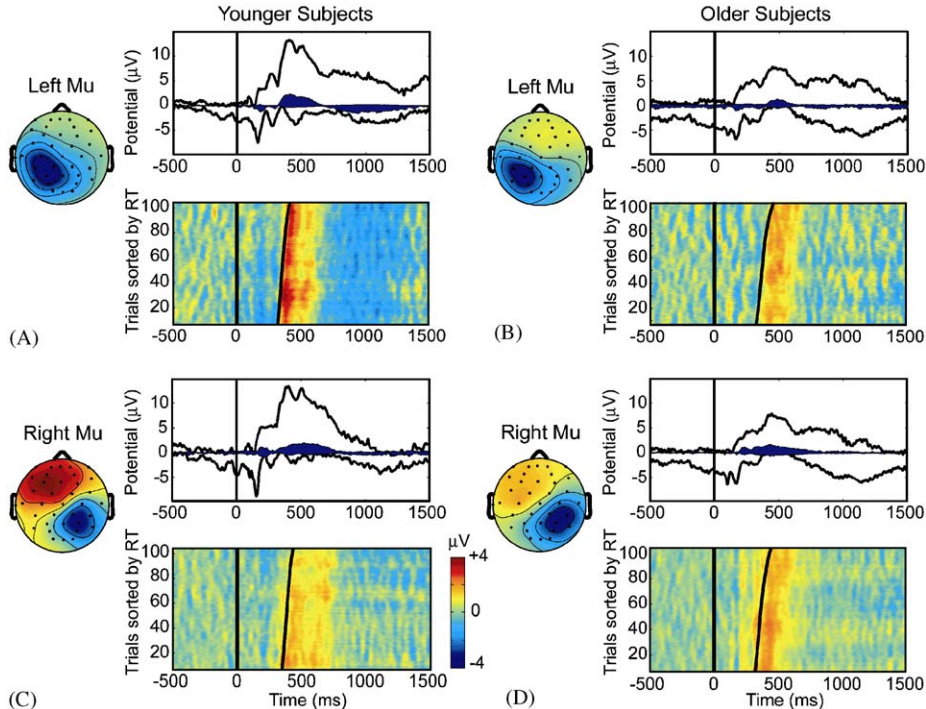 Younger Subjects
Older Subjects
Left Mu
Potential (μV)
10
5
0
-5
-500 0 500 1000 1500
Trials sorted by RT
100
80
60
40
20
-500 0 500 1000 1500
(A)
Left Mu
Potential (μV)
10
5
0
-5
-500 0 500 1000 1500
Trials sorted by RT
100
80
60
40
20
-500 0 500 1000 1500
(B)
Right Mu
Potential (μV)
10
5
0
-5
-500 0 500 1000 1500
Trials sorted by RT
100
80
60
40
20
-500 0 500 1000 1500
Time (ms)
(C)
μV
+4
0
-4
Right Mu
Potential (μV)
10
5
0
-5
-500 0 500 1000 1500
Trials sorted by RT
100
80
60
40
20
-500 0 500 1000 1500
Time (ms)
(D)